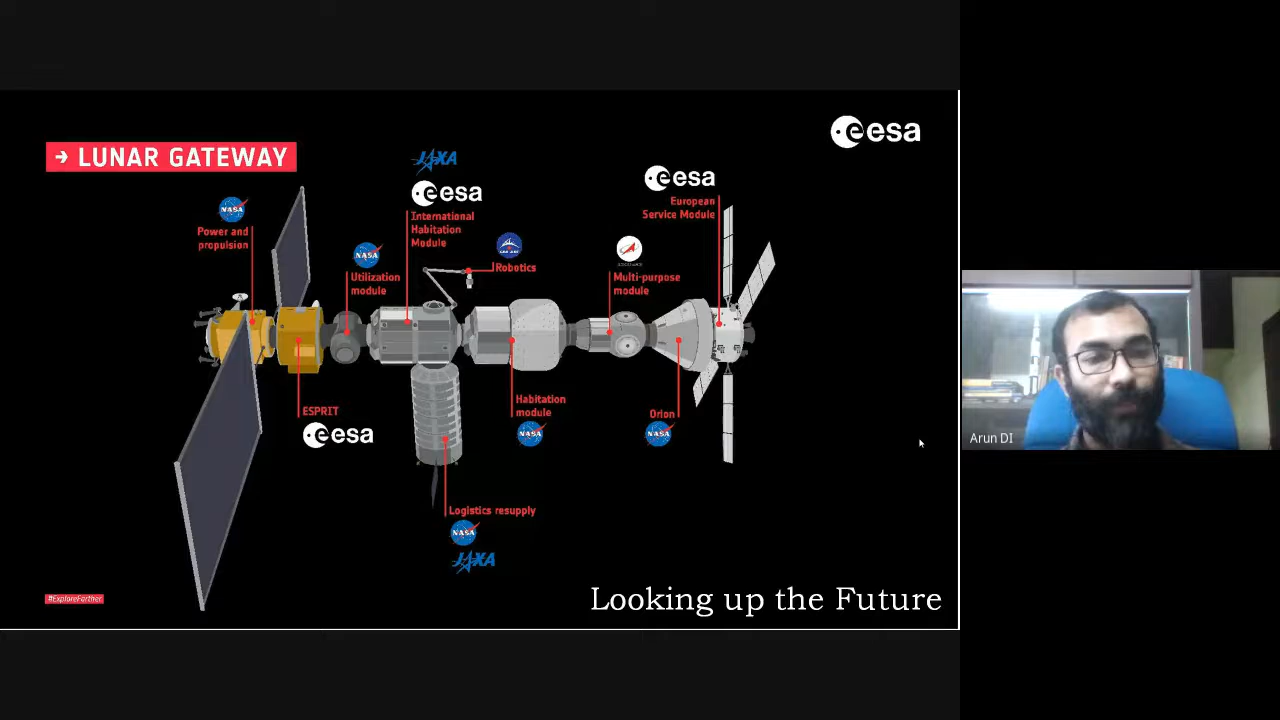 esa
→ LUNAR GATEWAY
JAXA
esa
esa
NASA
European
Service Module
International
Habitation
Module
Power and
propulsion
NASA
Robotics
Utilization
module
Multi-purpose
module
ESPRIT
esa
Habitation
module
NASA
Orion
NASA
Arun DI
Logistics resupply
NASA
JAXA
#ExploreFarther
Looking up the Future